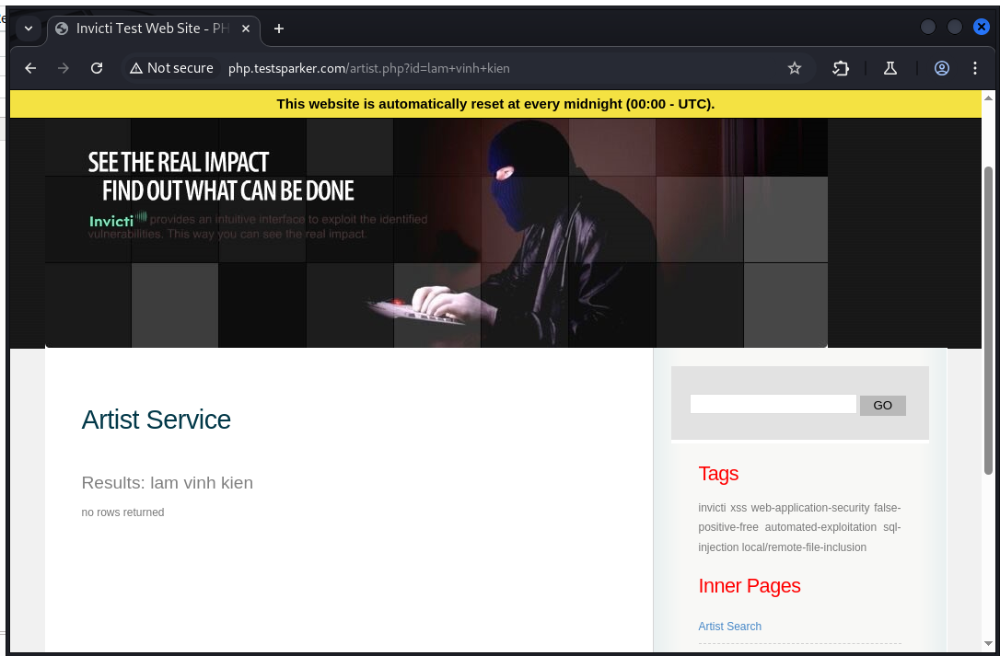 Invicti Test Web Site - PH
Not secure
php.testsparker.com/artist.php?id=lam+vinh+kien
This website is automatically reset at every midnight (00:00 - UTC).
SEE THE REAL IMPACT
FIND OUT WHAT CAN BE DONE
Invicti provides an intuitive interface to exploit the identified
vulnerabilities. This way you can see the real impact.
GO
Artist Service
Results: lam vinh kien
no rows returned
Tags
invicti xss web-application-security false-
positive-free automated-exploitation sql-
injection local/remote-file-inclusion
Inner Pages
Artist Search